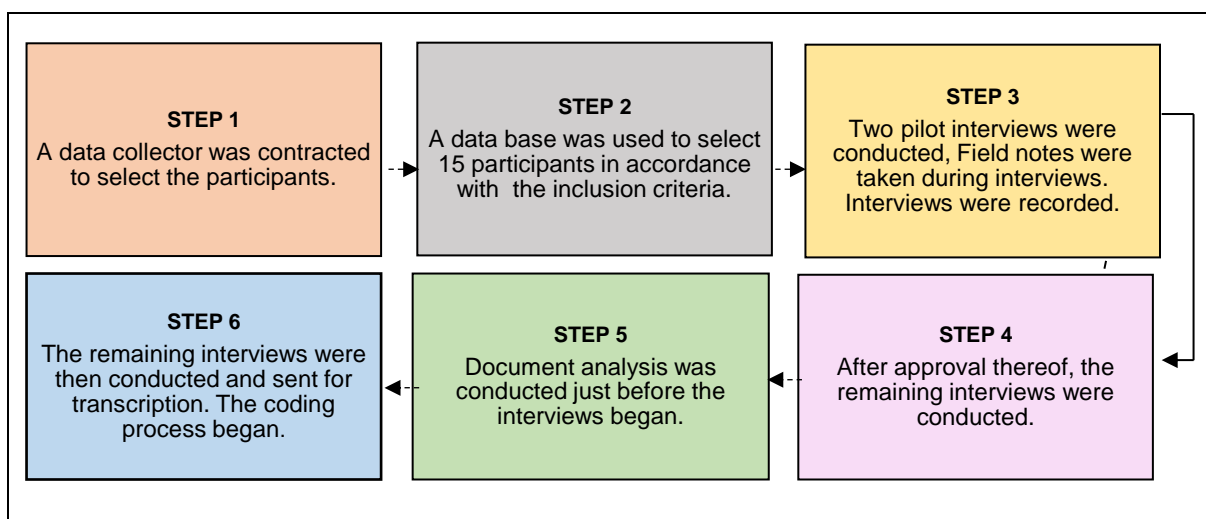 STEP 1
A data collector was contracted
to select the participants.
STEP 2
A data base was used to select
15 participants in accordance
with the inclusion criteria.
STEP 3
Two pilot interviews were
conducted, Field notes were
taken during interviews.
Interviews were recorded.
STEP 4
After approval thereof, the
remaining interviews were
conducted.
STEP 5
Document analysis was
conducted just before the
interviews began.
STEP 6
The remaining interviews were
then conducted and sent for
transcription. The coding
process began.